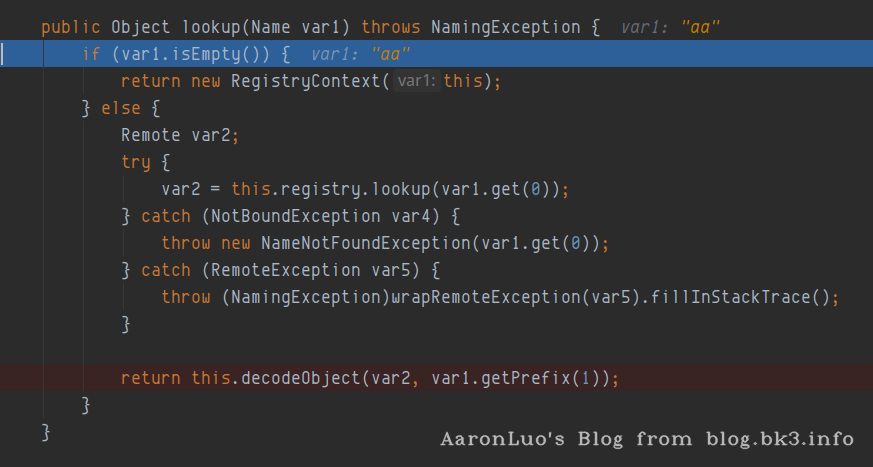 public Object lookup(Name var1) throws NamingException {  var1: "aa"
    if (var1.isEmpty()) {  var1: "aa"
        return new RegistryContext( var1: this);
    } else {
        Remote var2;
        try {
            var2 = this.registry.lookup(var1.get(0));
        } catch (NotBoundException var4) {
            throw new NameNotFoundException(var1.get(0));
        } catch (RemoteException var5) {
            throw (NamingException)wrapRemoteException(var5).fillInStackTrace();
        }
        return this.decodeObject(var2, var1.getPrefix(1));
    }
}
AaronLuo's Blog from blog.bk3.info